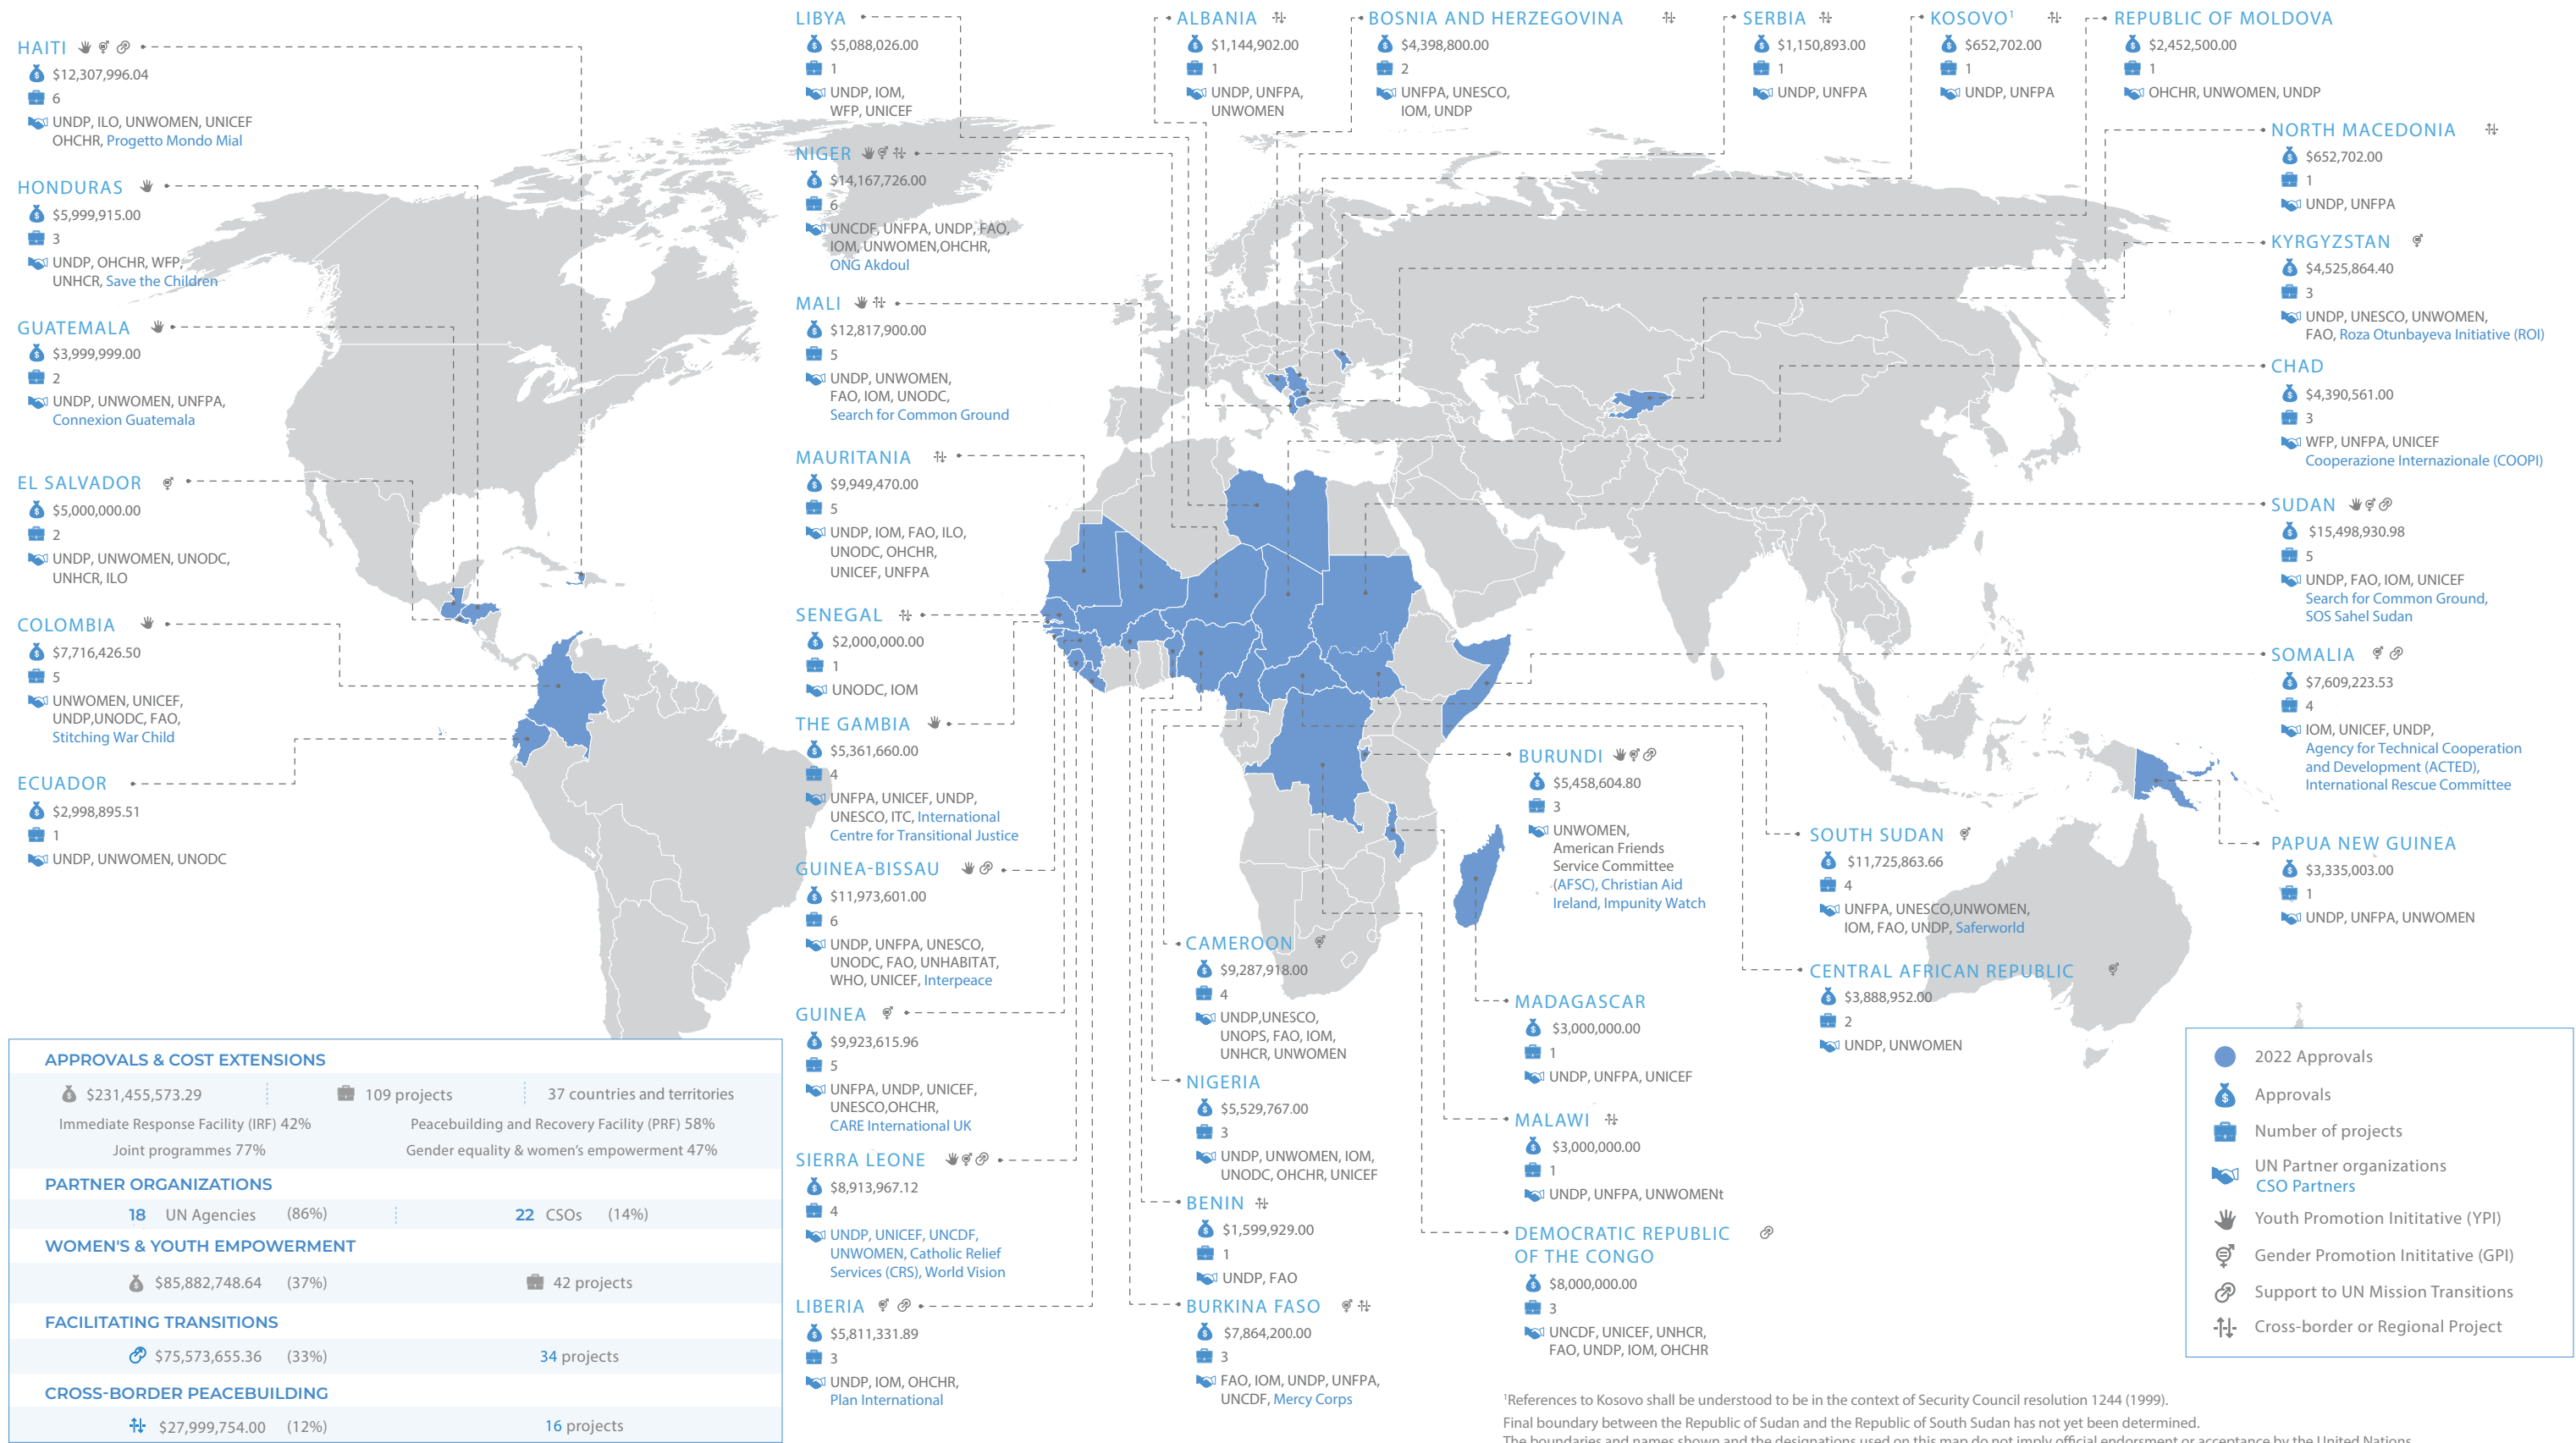 HAITI
$12,307,996.04
6
UNDP, ILO, UNWOMEN, UNICEF
OHCHR, Progetto Mondo Mial
HONDURAS
$5,999,915.00
3
UNDP, OHCHR, WFP,
UNHCR, Save the Children
GUATEMALA
$3,999,999.00
2
UNDP, UNWOMEN, UNFPA,
Connexion Guatemala
EL SALVADOR
$5,000,000.00
2
UNDP, UNWOMEN, UNODC,
UNHCR, ILO
COLOMBIA
$7,716,426.50
5
UNWOMEN, UNICEF,
UNDP,UNODC, FAO,
Stitching War Child
ECUADOR
$2,998,895.51
1
UNDP, UNWOMEN, UNODC
LIBYA
$5,088,026.00
1
UNDP, IOM,
WFP, UNICEF
NIGER
$14,167,726.00
6
UNCDF, UNFPA, UNDP, FAO,
IOM, UNWOMEN,OHCHR,
ONG Akdoul
MALI
$12,817,900.00
5
UNDP, UNWOMEN,
FAO, IOM, UNODC,
Search for Common Ground
MAURITANIA
$9,949,470.00
5
UNDP, IOM, FAO, ILO,
UNODC, OHCHR,
UNICEF, UNFPA
SENEGAL
$2,000,000.00
1
UNODC, IOM
THE GAMBIA
$5,361,660.00
4
UNFPA, UNICEF, UNDP,
UNESCO, ITC, International
Centre for Transitional Justice
GUINEA-BISSAU
$11,973,601.00
6
UNDP, UNFPA, UNESCO,
UNODC, FAO, UNHABITAT,
WHO, UNICEF, Interpeace
GUINEA
$9,923,615.96
5
UNFPA, UNDP, UNICEF,
UNESCO,OHCHR,
CARE International UK
SIERRA LEONE
$8,913,967.12
4
UNDP, UNICEF, UNCDF,
UNWOMEN, Catholic Relief
Services (CRS), World Vision
LIBERIA
$5,811,331.89
3
UNDP, IOM, OHCHR,
Plan International
ALBANIA
$1,144,902.00
1
UNDP, UNFPA,
UNWOMEN
BOSNIA AND HERZEGOVINA
$4,398,800.00
2
UNFPA, UNESCO,
IOM, UNDP
SERBIA
$1,150,893.00
1
UNDP, UNFPA
KOSOVO¹
$652,702.00
1
UNDP, UNFPA
REPUBLIC OF MOLDOVA
$2,452,500.00
1
OHCHR, UNWOMEN, UNDP
NORTH MACEDONIA
$652,702.00
1
UNDP, UNFPA
KYRGYZSTAN
$4,525,864.40
3
UNDP, UNESCO, UNWOMEN,
FAO, Roza Otunbayeva Initiative (ROI)
CHAD
$4,390,561.00
3
WFP, UNFPA, UNICEF
Cooperazione Internazionale (COOPI)
SUDAN
$15,498,930.98
5
UNDP, FAO, IOM, UNICEF
Search for Common Ground,
SOS Sahel Sudan
SOMALIA
$7,609,223.53
4
IOM, UNICEF, UNDP,
Agency for Technical Cooperation
and Development (ACTED),
International Rescue Committee
PAPUA NEW GUINEA
$3,335,003.00
1
UNDP, UNFPA, UNWOMEN
BURUNDI
$5,458,604.80
3
UNWOMEN,
American Friends
Service Committee
(AFSC), Christian Aid
Ireland, Impunity Watch
SOUTH SUDAN
$11,725,863.66
4
UNFPA, UNESCO,UNWOMEN,
IOM, FAO, UNDP, Saferworld
CENTRAL AFRICAN REPUBLIC
$3,888,952.00
2
UNDP, UNWOMEN
CAMEROON
$9,287,918.00
4
UNDP,UNESCO,
UNOPS, FAO, IOM,
UNHCR, UNWOMEN
NIGERIA
$5,529,767.00
3
UNDP, UNWOMEN, IOM,
UNODC, OHCHR, UNICEF
BENIN
$1,599,929.00
1
UNDP, FAO
BURKINA FASO
$7,864,200.00
3
FAO, IOM, UNDP, UNFPA,
UNCDF, Mercy Corps
MADAGASCAR
$3,000,000.00
1
UNDP, UNFPA, UNICEF
MALAWI
$3,000,000.00
1
UNDP, UNFPA, UNWOMENt
DEMOCRATIC REPUBLIC
OF THE CONGO
$8,000,000.00
3
UNCDF, UNICEF, UNHCR,
FAO, UNDP, IOM, OHCHR
APPROVALS & COST EXTENSIONS
$231,455,573.29 109 projects 37 countries and territories
Immediate Response Facility (IRF) 42% Peacebuilding and Recovery Facility (PRF) 58%
Joint programmes 77% Gender equality & women's empowerment 47%
PARTNER ORGANIZATIONS
18 UN Agencies (86%) 22 CSOs (14%)
WOMEN'S & YOUTH EMPOWERMENT
$85,882,748.64 (37%) 42 projects
FACILITATING TRANSITIONS
$75,573,655.36 (33%) 34 projects
CROSS-BORDER PEACEBUILDING
$27,999,754.00 (12%) 16 projects
2022 Approvals
Approvals
Number of projects
UN Partner organizations
CSO Partners
Youth Promotion Inititative (YPI)
Gender Promotion Inititative (GPI)
Support to UN Mission Transitions
Cross-border or Regional Project
¹References to Kosovo shall be understood to be in the context of Security Council resolution 1244 (1999).
Final boundary between the Republic of Sudan and the Republic of South Sudan has not yet been determined.
The boundaries and names shown and the designations used on this map do not imply official endorsment or acceptance by the United Nations